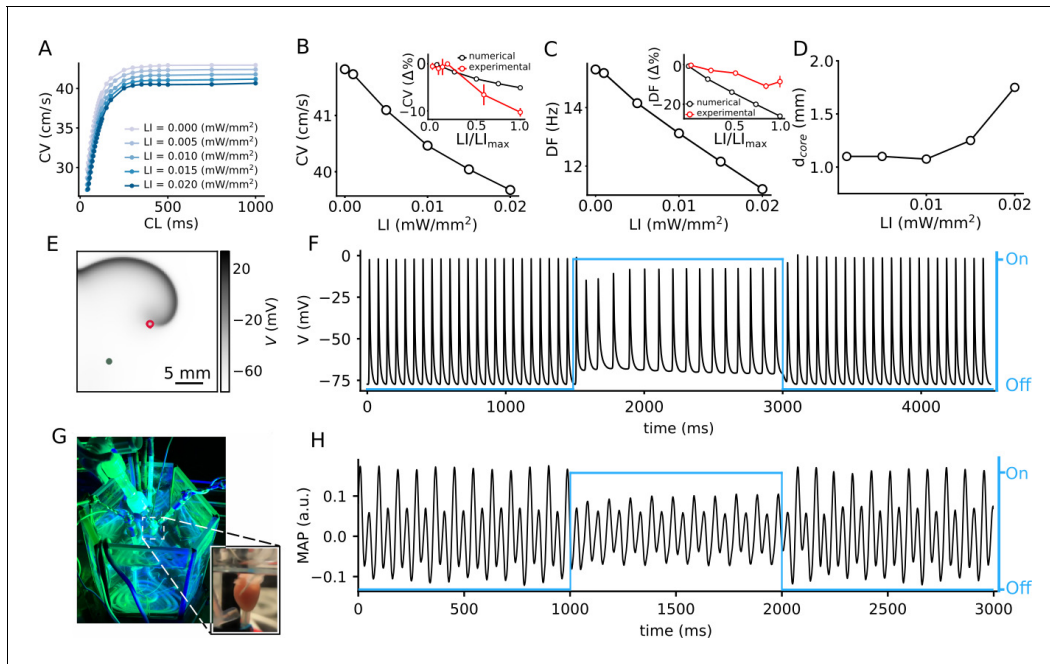 A
CV (cm/s)
40
35
30
LI = 0.000 (mW/mm²)
LI = 0.005 (mW/mm²)
LI = 0.010 (mW/mm²)
LI = 0.015 (mW/mm²)
LI = 0.020 (mW/mm²)
0
500
1000
CL (ms)
B
CV (cm/s)
41
40
0.00
0.01
0.02
LI (mW/mm²)
CV (Δ%)
0
−10
numerical
experimental
0.0
0.5
1.0
LI/LImax
C
DF (Hz)
14
12
0.00
0.01
0.02
LI (mW/mm²)
DF (Δ%)
0
−20
numerical
experimental
0.5
1.0
LI/LImax
D
dcore (mm)
2.0
1.5
1.0
0.01
0.02
LI (mW/mm²)
E
5 mm
20
−20
−60
V (mV)
F
V (mV)
0
−25
−50
−75
On
Off
0
1000
2000
3000
4000
time (ms)
G
H
MAP (a.u.)
0.1
0.0
−0.1
On
Off
0
500
1000
1500
2000
2500
3000
time (ms)